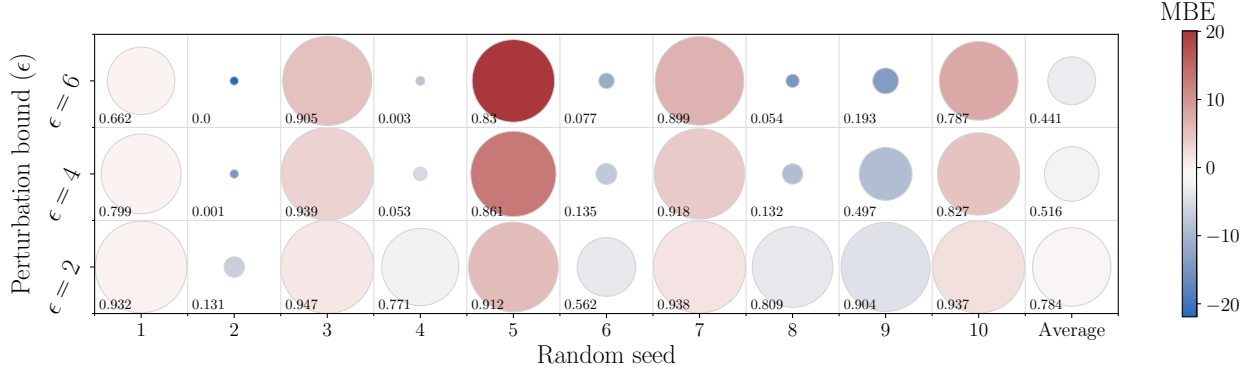 MBE
20
10
0
−10
−20
Perturbation bound (ϵ)
ϵ = 6
0.662 0.0 0.905 0.003 0.83 0.077 0.899 0.054 0.193 0.787 0.441
ϵ = 4
0.799 0.001 0.939 0.053 0.861 0.135 0.918 0.132 0.497 0.827 0.516
ϵ = 2
0.932 0.131 0.947 0.771 0.912 0.562 0.938 0.809 0.904 0.937 0.784
1 2 3 4 5 6 7 8 9 10 Average
Random seed